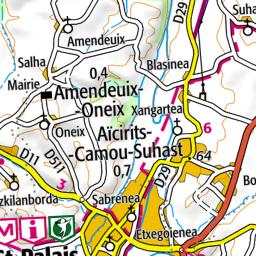 Amendeuix
D29
Suha
Salha
Blasinea
Mairie
0,4
Amendeuix-
-Oneix
Xangartea
Oneix
Aïcirits-
-Camou-Suhast
6
D11
D511
0,7
D29
64
3
zkilanborda
Sabrenea
Bo
M i
Etxegoienea
t-Palais